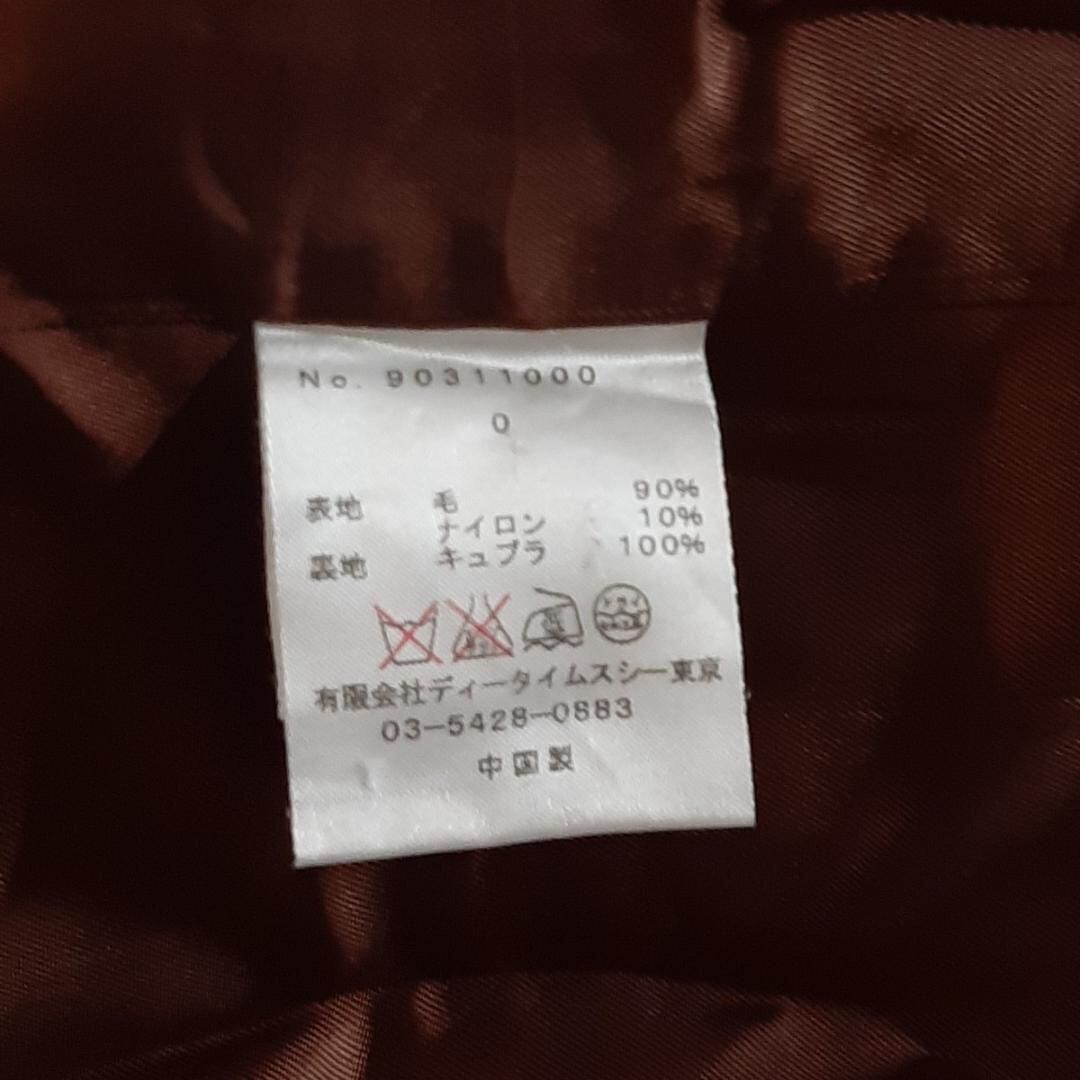 No. 90311000
0
表地 毛 90%
ナイロン 10%
裏地 キュプラ 100%
有限会社ディータイムスシー東京
03-5428-0883
中国製